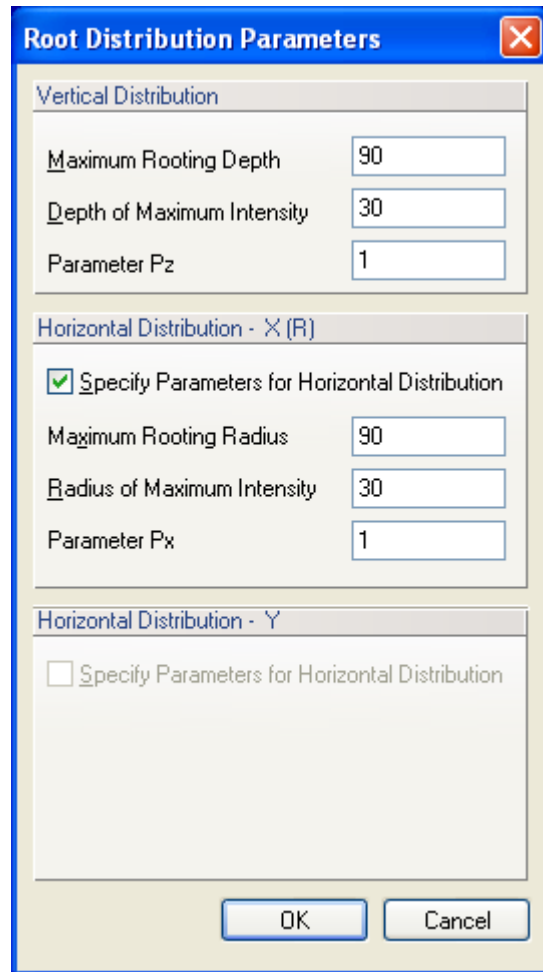 Root Distribution Parameters
Vertical Distribution
Maximum Rooting Depth 90
Depth of Maximum Intensity 30
Parameter Pz 1
Horizontal Distribution - X (R)
Specify Parameters for Horizontal Distribution
Maximum Rooting Radius 90
Radius of Maximum Intensity 30
Parameter Px 1
Horizontal Distribution - Y
Specify Parameters for Horizontal Distribution
OK Cancel